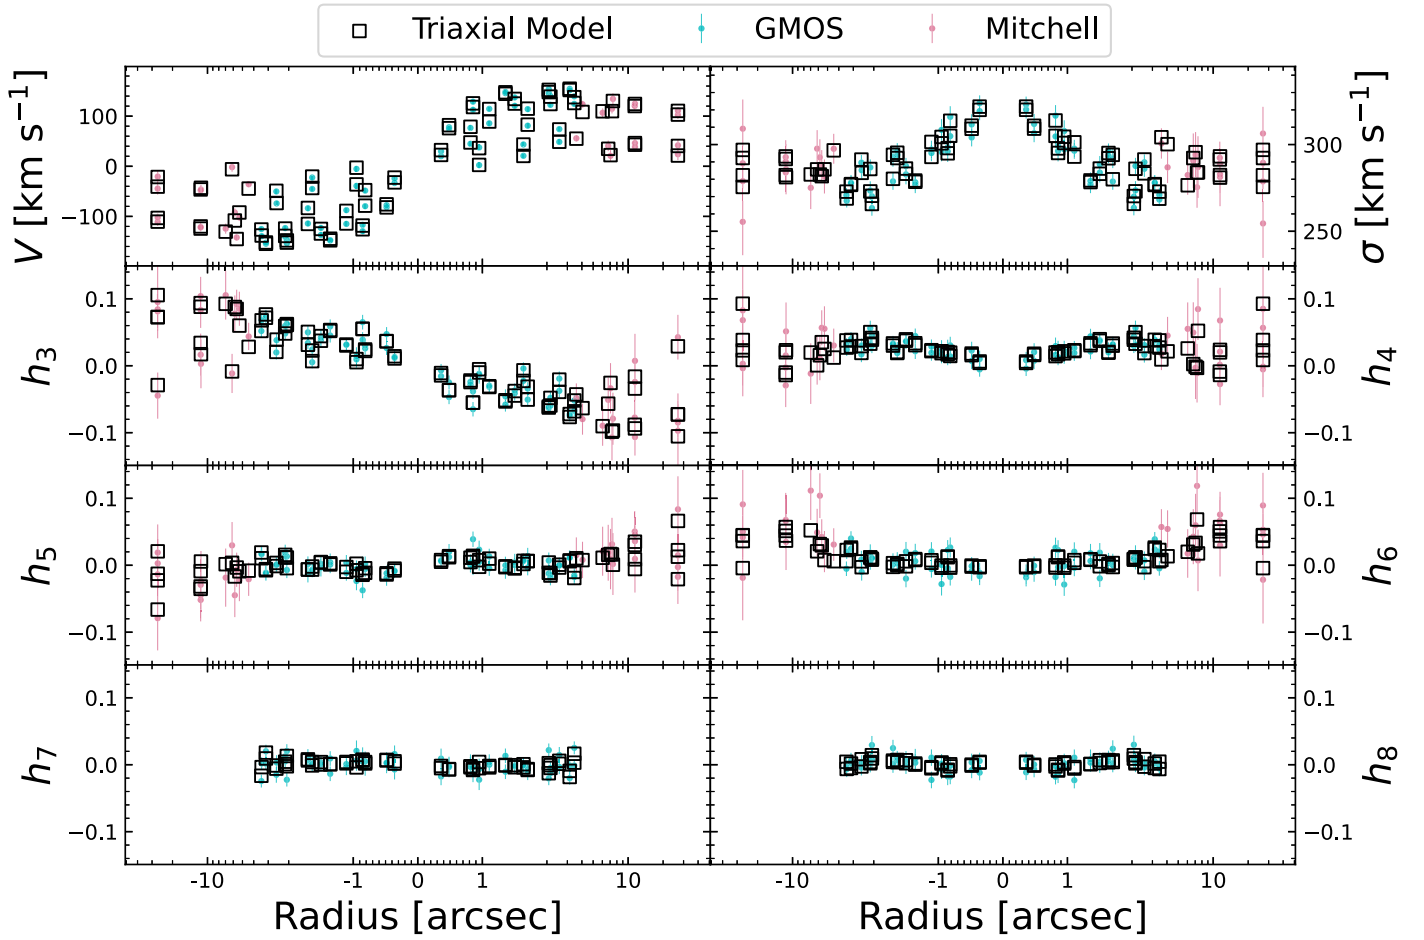 Triaxial Model GMOS Mitchell
V [km s⁻¹]
100
0
−100
σ [km s⁻¹]
300
250
h₃
0.1
0.0
−0.1
h₄
0.1
0.0
−0.1
h₅
0.1
0.0
−0.1
h₆
0.1
0.0
−0.1
h₇
0.1
0.0
−0.1
h₈
0.1
0.0
−0.1
-10 -1 0 1 10
-10 -1 0 1 10
Radius [arcsec]
Radius [arcsec]